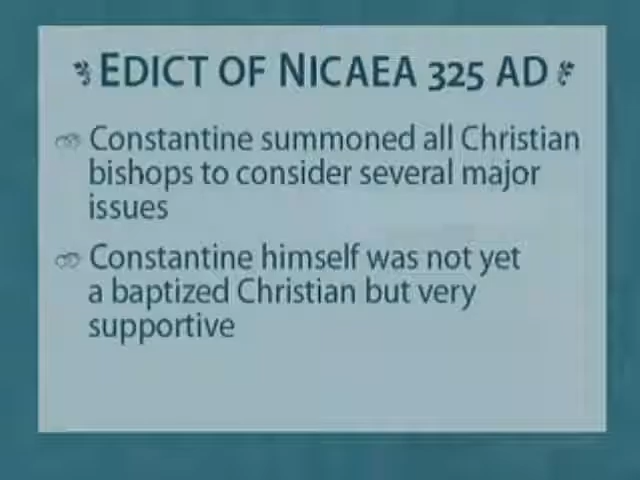 EDICT OF NICAEA 325 AD
Constantine summoned all Christian
bishops to consider several major
issues
Constantine himself was not yet
a baptized Christian but very
supportive